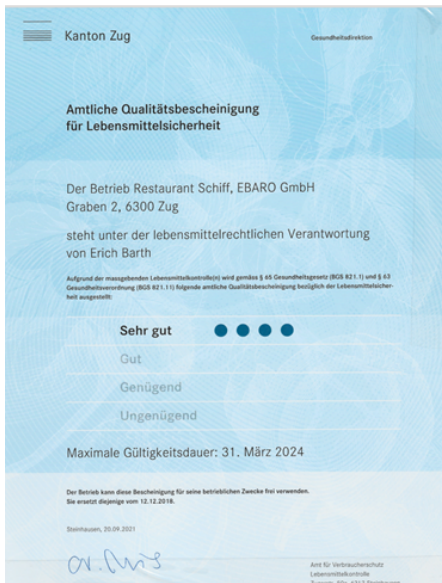 Kanton Zug
Gesundheitsdirektion
Amtliche Qualitätsbescheinigung
für Lebensmittelsicherheit
Der Betrieb Restaurant Schiff, EBARO GmbH
Graben 2, 6300 Zug
steht unter der lebensmittelrechtlichen Verantwortung
von Erich Barth
Aufgrund der massgebenden Lebensmittelkontrolle(n) wird gemäss § 65 Gesundheitsgesetz (BGS 821.1) und § 63
Gesundheitsverordnung (BGS 821.11) folgende amtliche Qualitätsbescheinigung bezüglich der Lebensmittelsicher-
heit ausgestellt:
Sehr gut
Gut
Genügend
Ungenügend
Maximale Gültigkeitsdauer: 31. März 2024
Der Betrieb kann diese Bescheinigung für seine betrieblichen Zwecke frei verwenden.
Sie ersetzt diejenige vom 12.12.2018.
Steinhausen, 20.09.2021
Amt für Verbraucherschutz
Lebensmittelkontrolle